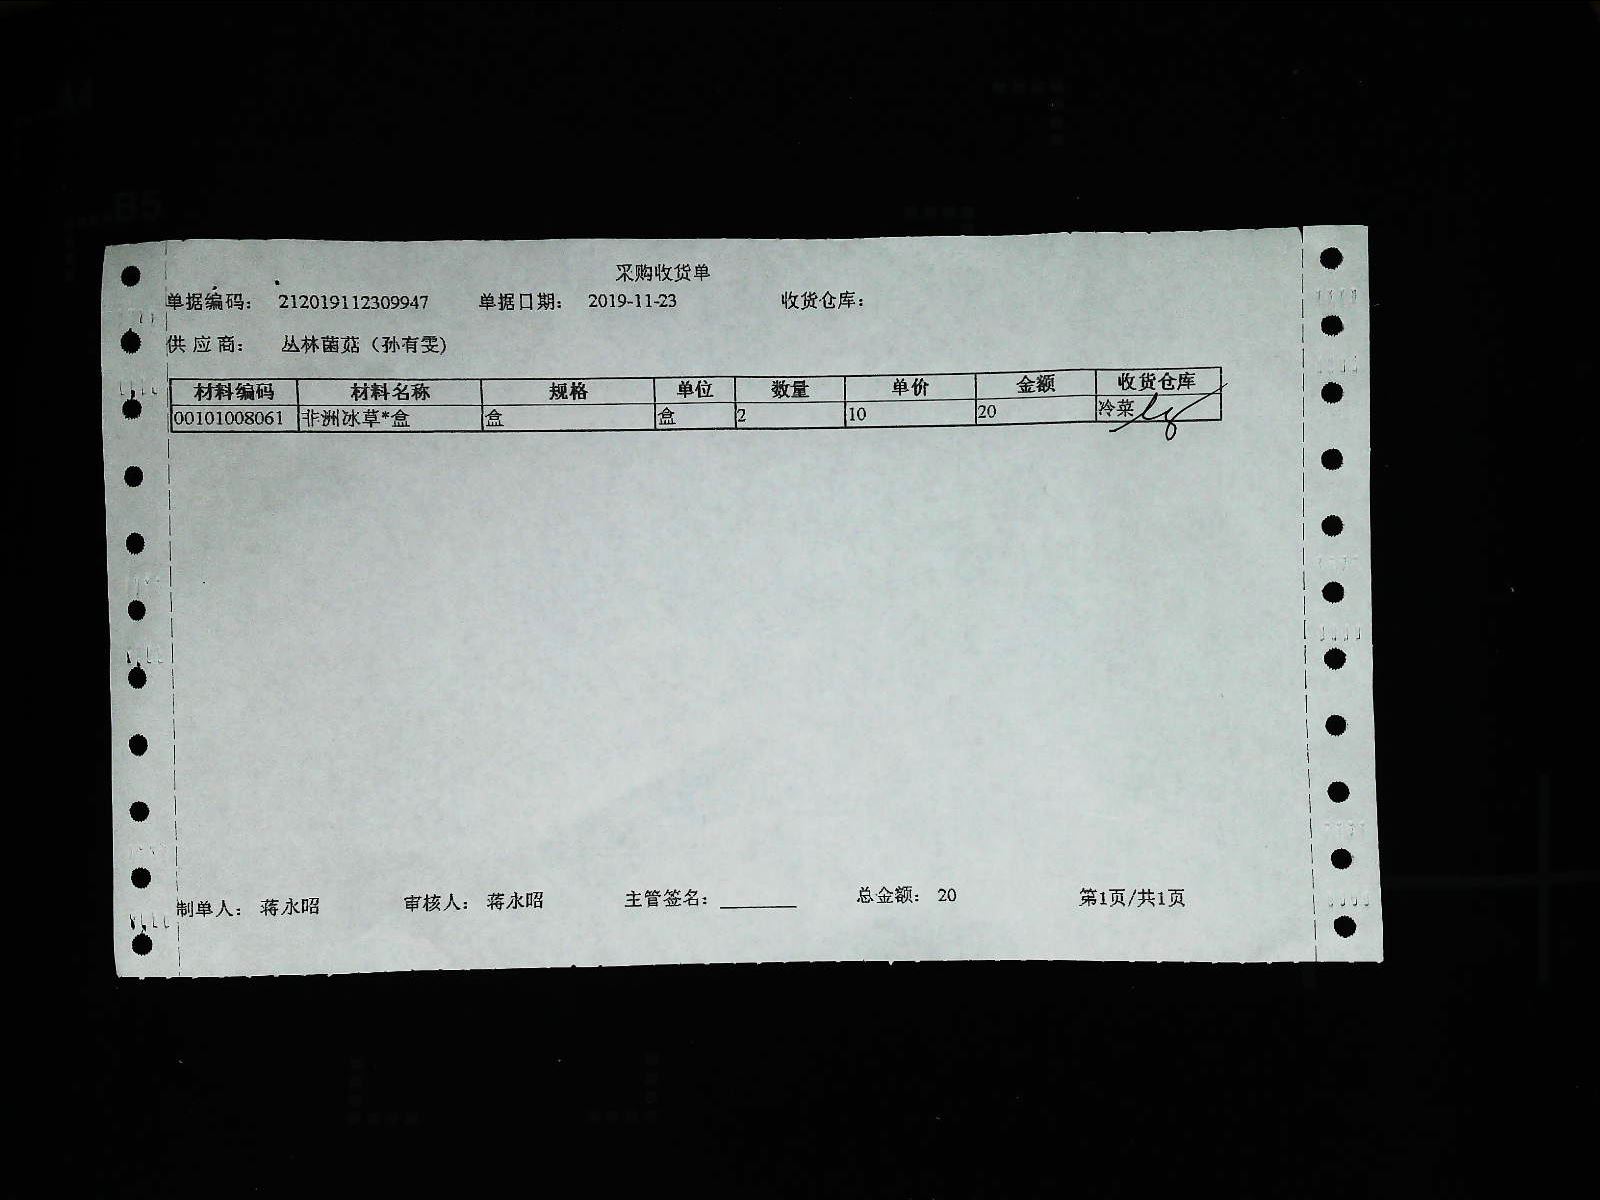 采购收货单
单据编码： 212019112309947 单据日期： 2019-11-23 收货仓库：
供应商： 丛林菌菇（孙有雯）
材料编码 材料名称 规格 单位 数量 单价 金额 收货仓库
00101008061 非洲冰草*盒 盒 盒 2 10 20 冷菜
制单人： 蒋永昭 审核人： 蒋永昭 主管签名： 总金额： 20 第1页/共1页